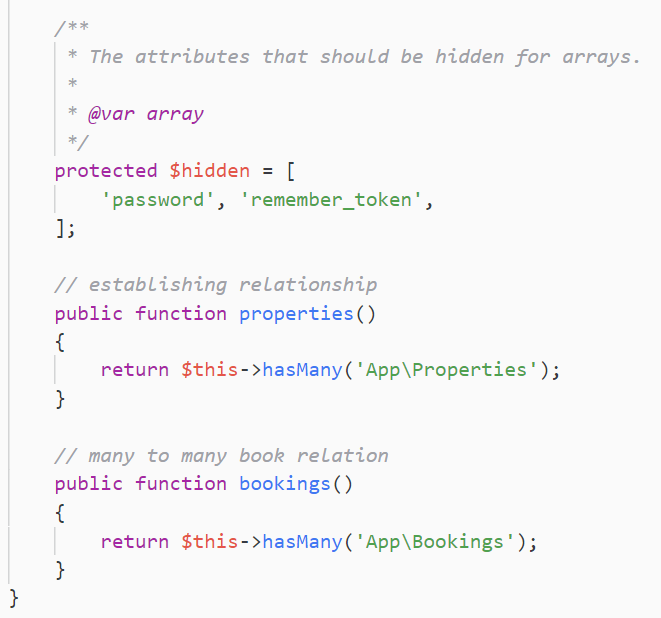 /**
 * The attributes that should be hidden for arrays.
 *
 * @var array
 */
protected $hidden = [
    'password', 'remember_token',
];
// establishing relationship
public function properties()
{
    return $this->hasMany('App\Properties');
}
// many to many book relation
public function bookings()
{
    return $this->hasMany('App\Bookings');
}
}